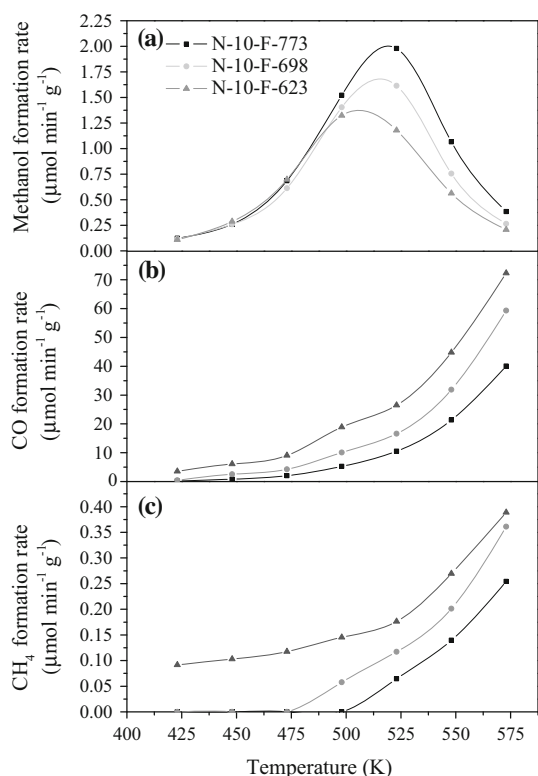 (a)
N-10-F-773
N-10-F-698
N-10-F-623
Methanol formation rate
(µmol min⁻¹ g⁻¹)
2.25
2.00
1.75
1.50
1.25
1.00
0.75
0.50
0.25
0.00
(b)
CO formation rate
(µmol min⁻¹ g⁻¹)
70
60
50
40
30
20
10
0
(c)
CH₄ formation rate
(µmol min⁻¹ g⁻¹)
0.40
0.35
0.30
0.25
0.20
0.15
0.10
0.05
0.00
400 425 450 475 500 525 550 575
Temperature (K)